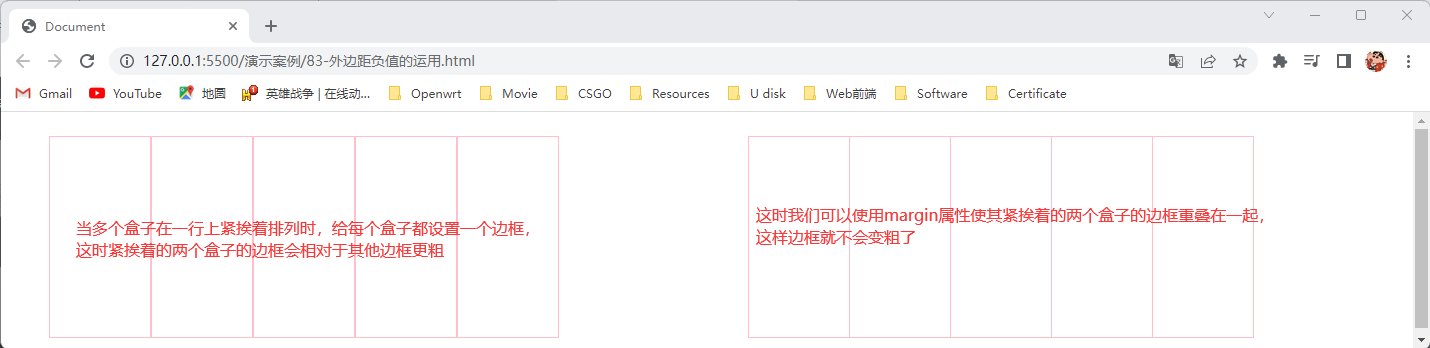 Document
127.0.0.1:5500/演示案例/83-外边距负值的运用.html
Gmail YouTube 地图 英雄战争 | 在线动... Openwrt Movie CSGO Resources U disk Web前端 Software Certificate
当多个盒子在一行上紧挨着排列时，给每个盒子都设置一个边框，
这时紧挨着的两个盒子的边框会相对于其他边框更粗
这时我们可以使用margin属性使其紧挨着的两个盒子的边框重叠在一起，
这样边框就不会变粗了